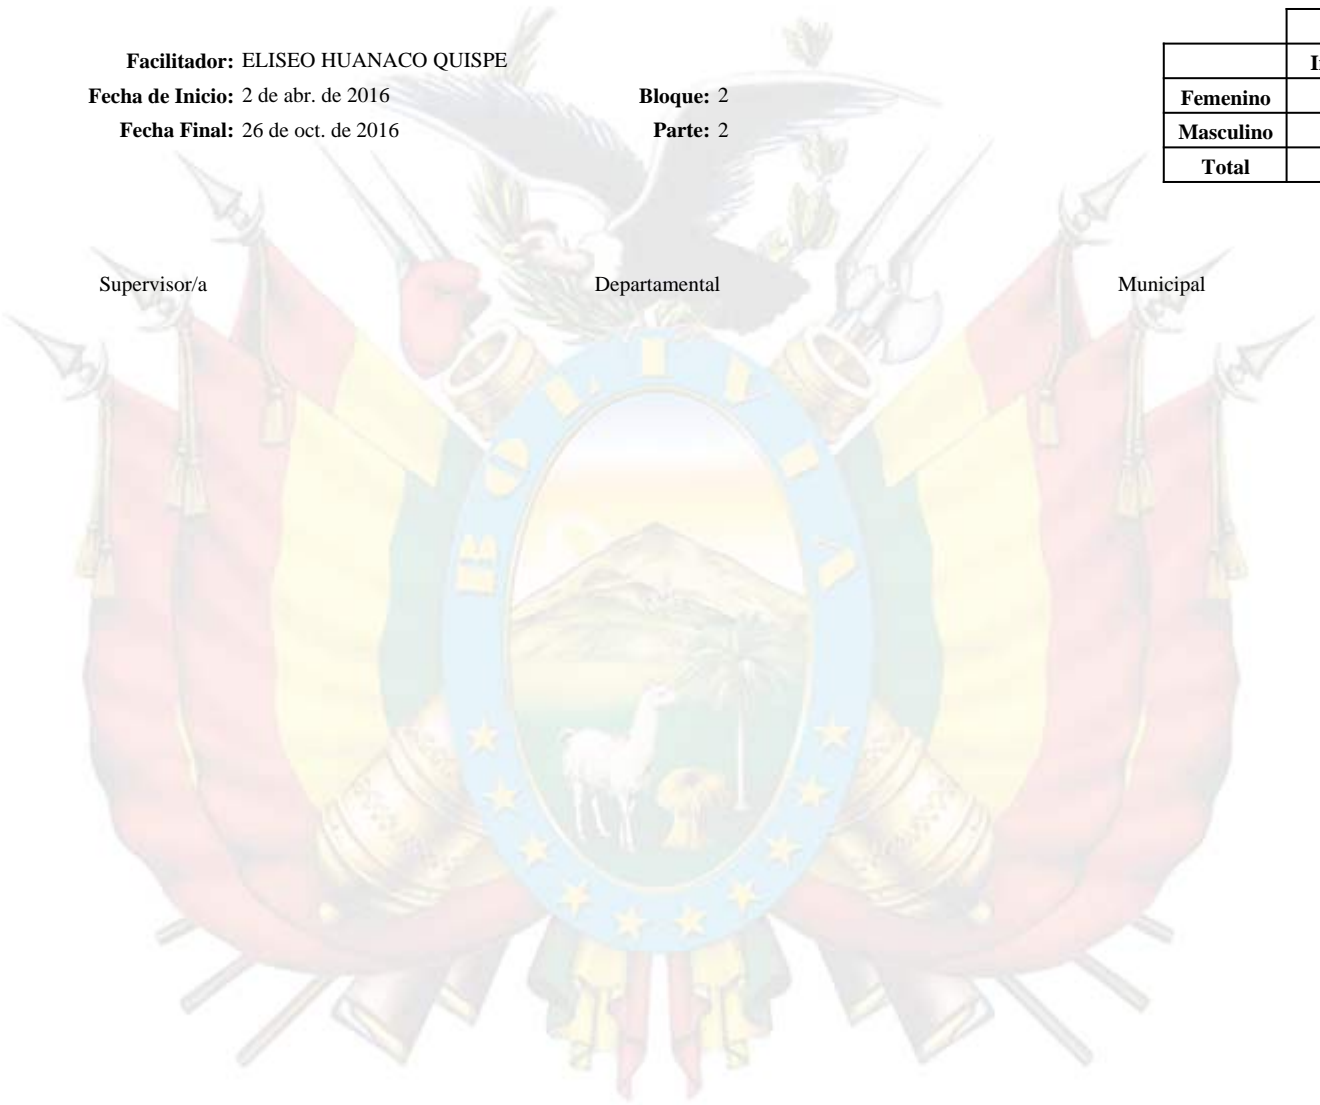 Facilitador: ELISEO HUANACO QUISPE
Fecha de Inicio: 2 de abr. de 2016 Bloque: 2
Fecha Final: 26 de oct. de 2016 Parte: 2
Femenino
Masculino
Total
Supervisor/a Departamental Municipal
BOLIVIA